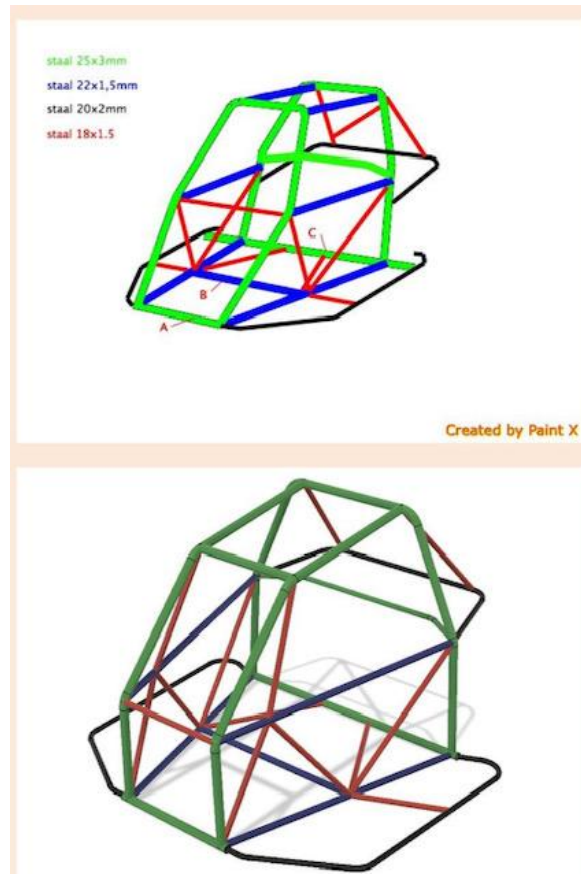 staal 25x3mm
staal 22x1,5mm
staal 20x2mm
staal 18x1.5
C
B
A
Created by Paint X